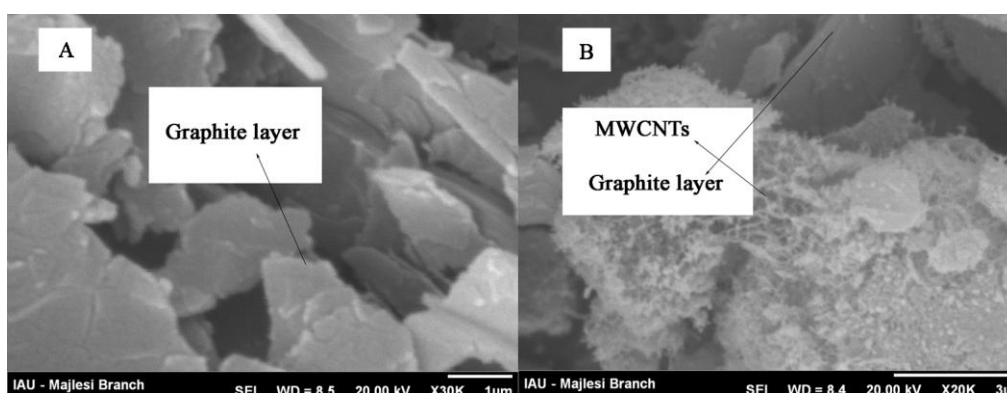 A
Graphite layer
IAU - Majlesi Branch SEI WD = 8.5 20.00 kV X30K 1µm
B
MWCNTs
Graphite layer
IAU - Majlesi Branch SEI WD = 8.4 20.00 kV X20K